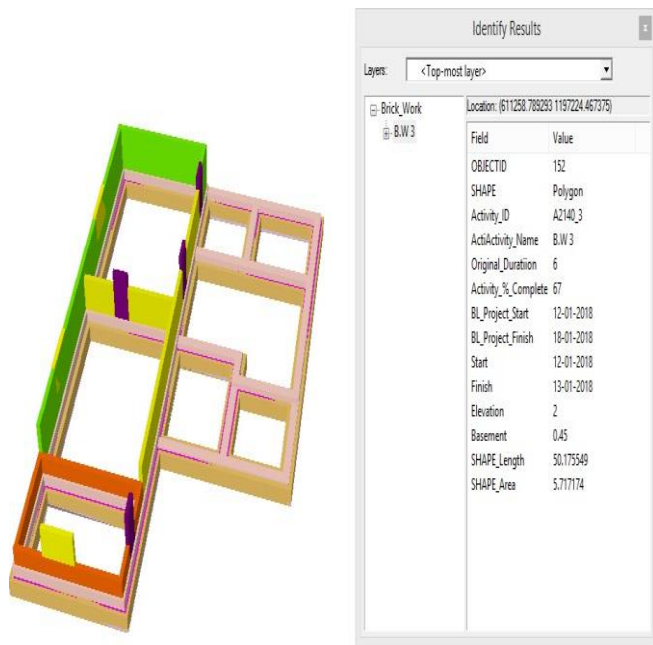 Identify Results
x
Layers: <Top-most layer>
Brick_Work
B.W 3
Location: (611258.789293 1197224.467375)
Field Value
OBJECTID 152
SHAPE Polygon
Activity_ID A2140_3
ActiActivity_Name B.W 3
Original_Duratiion 6
Activity_%_Complete 67
BL_Project_Start 12-01-2018
BL_Project_Finish 18-01-2018
Start 12-01-2018
Finish 13-01-2018
Elevation 2
Basement 0.45
SHAPE_Length 50.175549
SHAPE_Area 5.717174